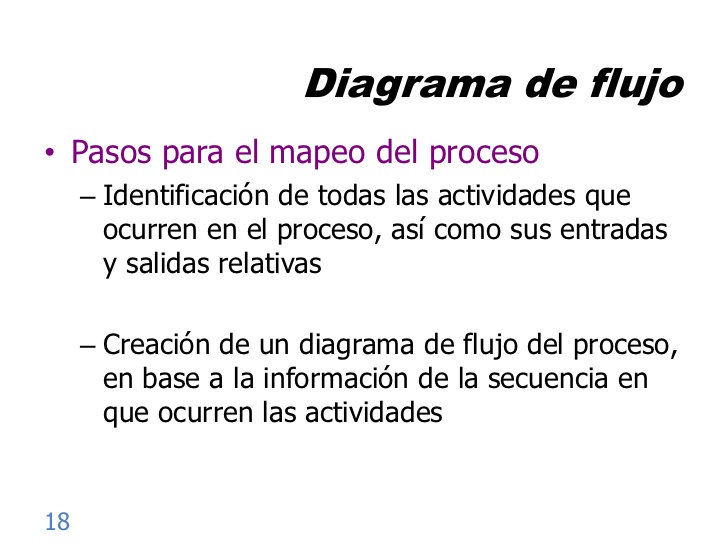 Diagrama de flujo
• Pasos para el mapeo del proceso
– Identificación de todas las actividades que
ocurren en el proceso, así como sus entradas
y salidas relativas
– Creación de un diagrama de flujo del proceso,
en base a la información de la secuencia en
que ocurren las actividades
18